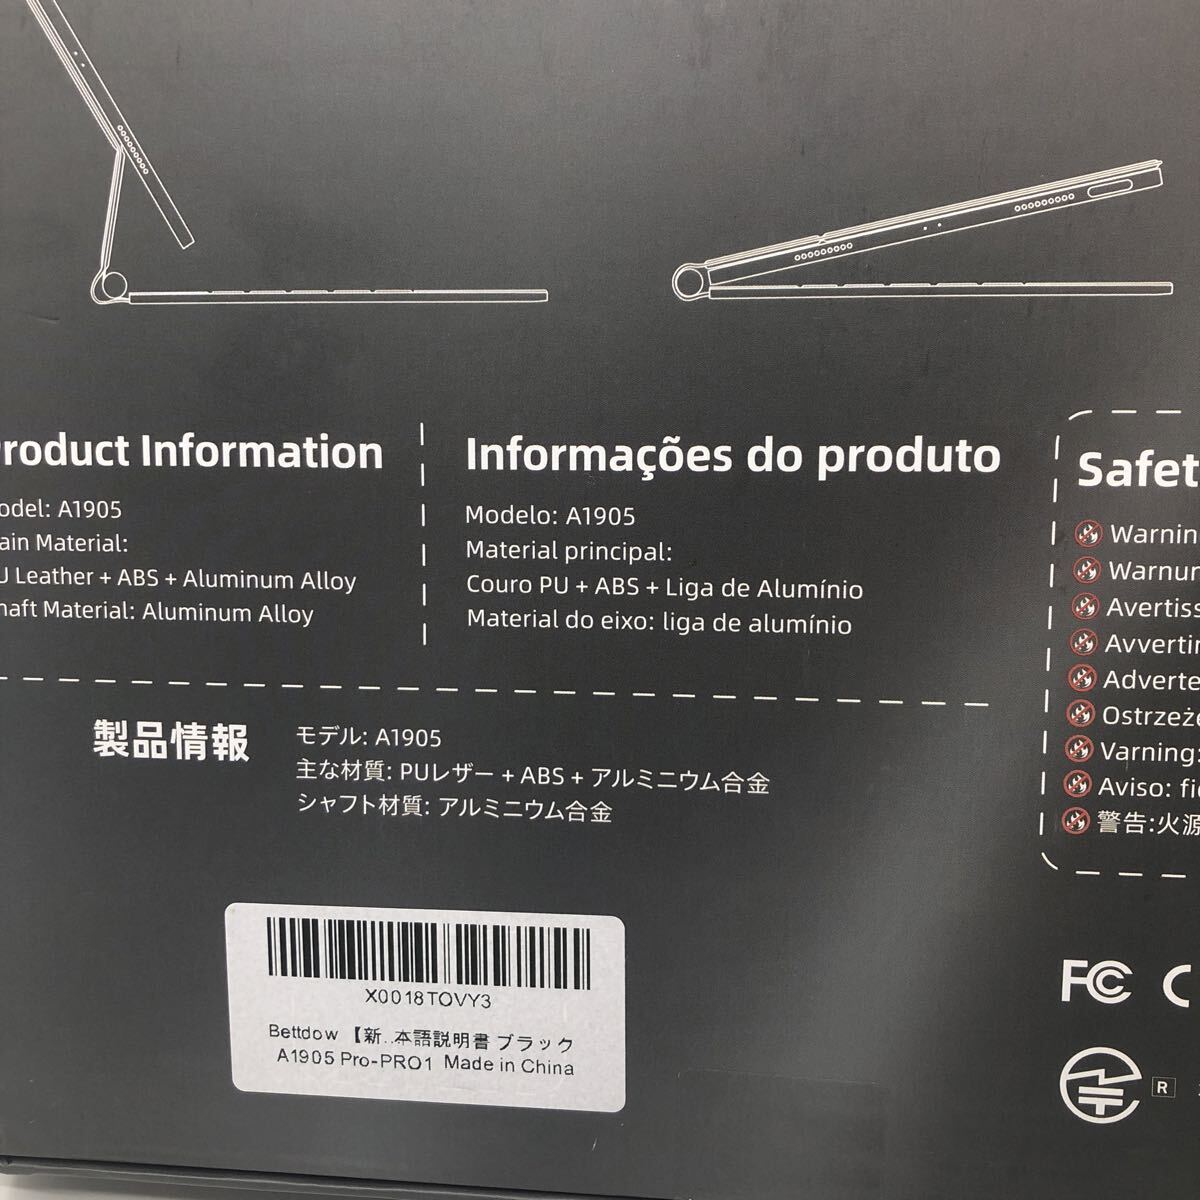 Product Information
Model: A1905
Main Material:
PU Leather + ABS + Aluminum Alloy
Shaft Material: Aluminum Alloy
Informações do produto
Modelo: A1905
Material principal:
Couro PU + ABS + Liga de Alumínio
Material do eixo: liga de alumínio
Safet
Warnin
Warnun
Avertiss
Avverti
Adverte
Ostrzeże
Varning:
Aviso: fi
警告:火源
製品情報
モデル: A1905
主な材質: PUレザー + ABS + アルミニウム合金
シャフト材質: アルミニウム合金
X0018TOVY3
Bettdow 【新..本語説明書 ブラック
A1905 Pro-PRO1 Made in China
FC C
R